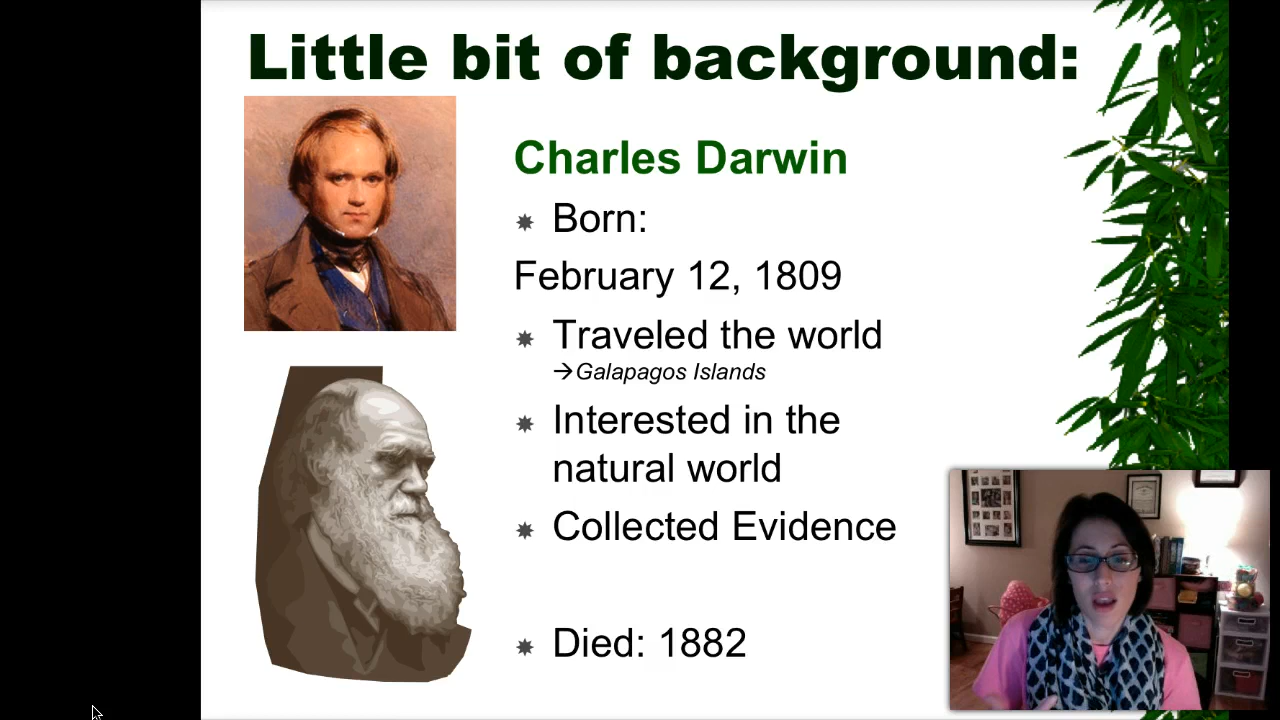 Little bit of background:
Charles Darwin
Born:
February 12, 1809
Traveled the world
→Galapagos Islands
Interested in the
natural world
Collected Evidence
Died: 1882